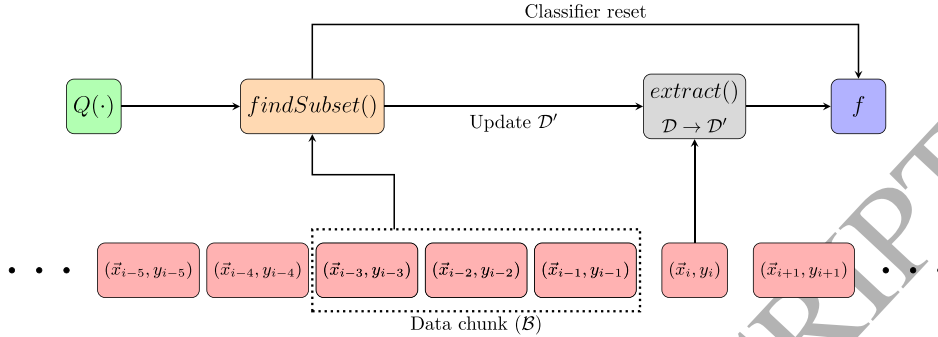 Classifier reset
Q(·)
findSubset()
Update 𝒟′
extract()
𝒟 → 𝒟′
f
(x⃗ᵢ₋₅, yᵢ₋₅)
(x⃗ᵢ₋₄, yᵢ₋₄)
(x⃗ᵢ₋₃, yᵢ₋₃)
(x⃗ᵢ₋₂, yᵢ₋₂)
(x⃗ᵢ₋₁, yᵢ₋₁)
(x⃗ᵢ, yᵢ)
(x⃗ᵢ₊₁, yᵢ₊₁)
Data chunk (ℬ)
RIPT